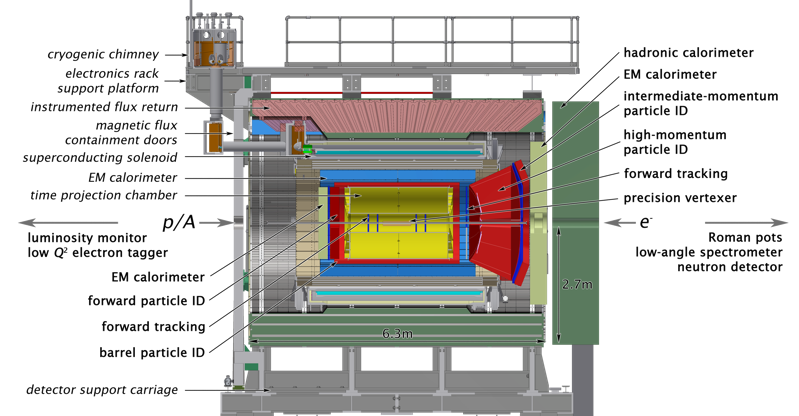 cryogenic chimney
electronics rack
support platform
instrumented flux return
magnetic flux
containment doors
superconducting solenoid
EM calorimeter
time projection chamber
p/A
luminosity monitor
low Q² electron tagger
EM calorimeter
forward particle ID
forward tracking
barrel particle ID
detector support carriage
hadronic calorimeter
EM calorimeter
intermediate-momentum
particle ID
high-momentum
particle ID
forward tracking
precision vertexer
e⁻
Roman pots
low-angle spectrometer
neutron detector
2.7m
6.3m